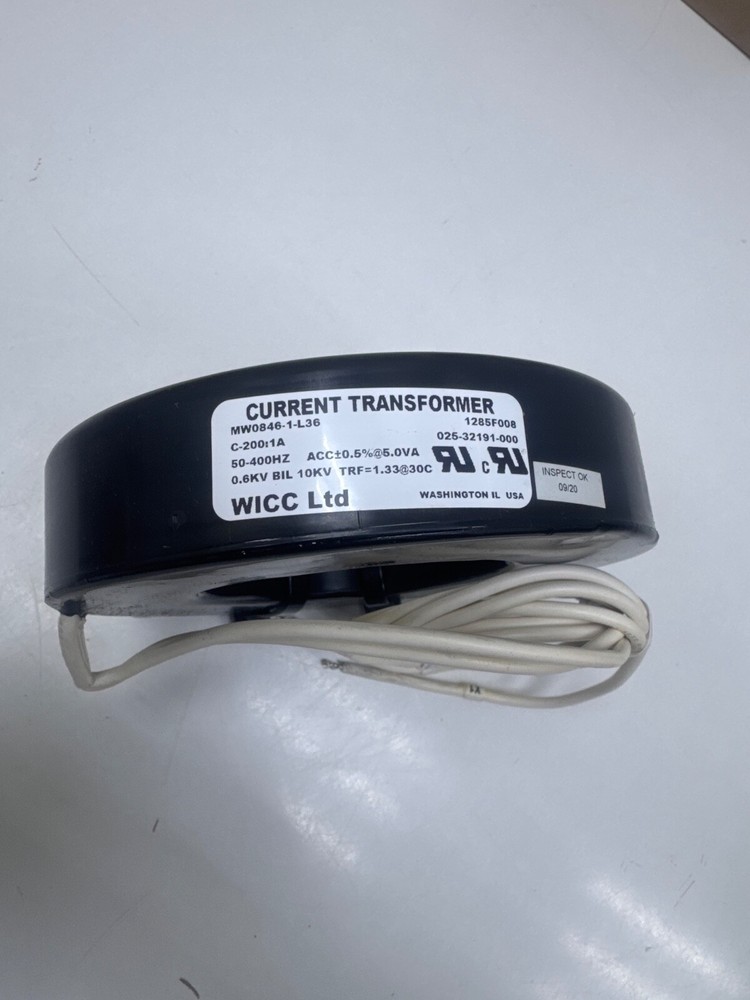 CURRENT TRANSFORMER
MW0846-1-L36 1285F008
C-200:1A 025-32191-000
50-400HZ ACC±0.5%@5.0VA
0.6KV BIL 10KV TRF=1.33@30C
WICC Ltd WASHINGTON IL USA
INSPECT OK
09/20
X1